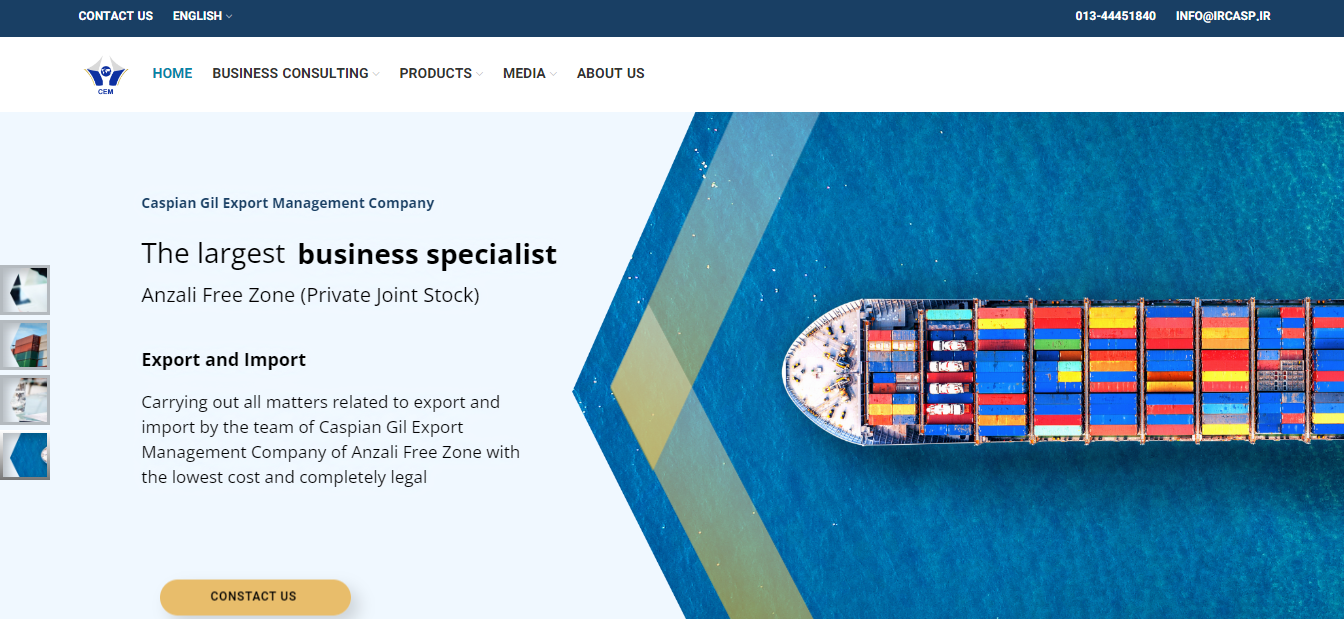 CONTACT US ENGLISH 013-44451840 INFO@IRCASP.IR
CEM
HOME BUSINESS CONSULTING PRODUCTS MEDIA ABOUT US
Caspian Gil Export Management Company
The largest business specialist
Anzali Free Zone (Private Joint Stock)
Export and Import
Carrying out all matters related to export and
import by the team of Caspian Gil Export
Management Company of Anzali Free Zone with
the lowest cost and completely legal
CONSTACT US